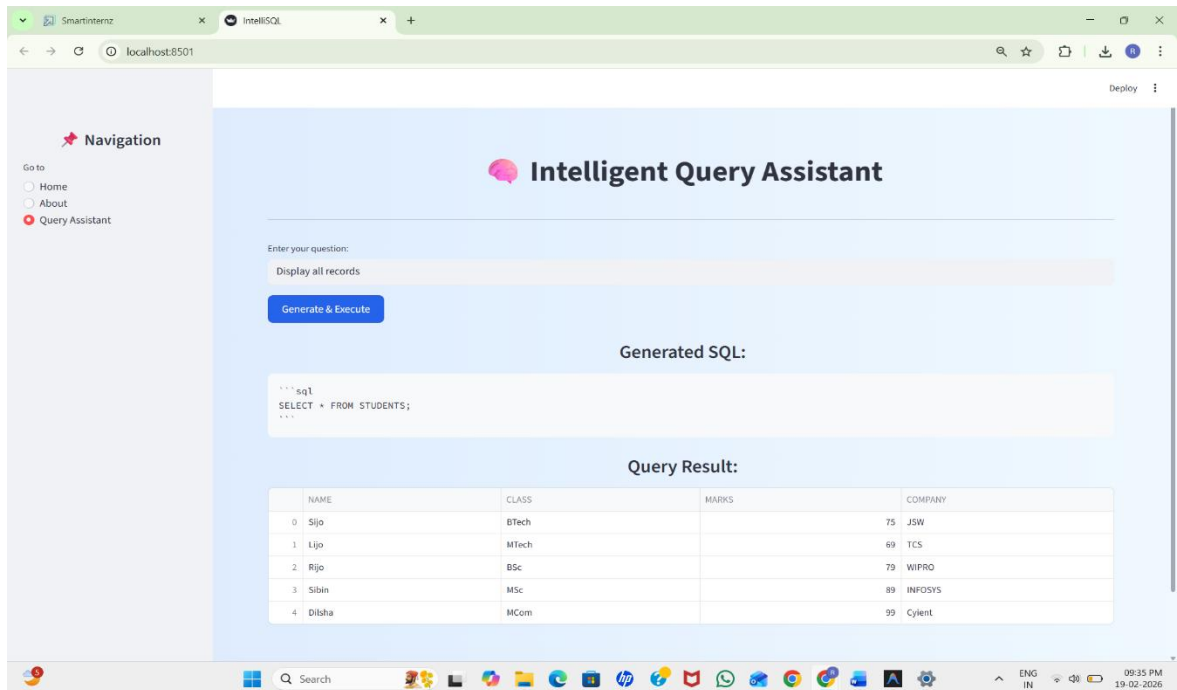 Smartinternz
IntelliSQL
localhost:8501
R
Deploy
Navigation
Go to
Home
About
Query Assistant
Intelligent Query Assistant
Enter your question:
Display all records
Generate & Execute
Generated SQL:
```sql
SELECT * FROM STUDENTS;
```
Query Result:
NAME CLASS MARKS COMPANY
0 Sijo BTech 75 JSW
1 Lijo MTech 69 TCS
2 Rijo BSc 79 WIPRO
3 Sibin MSc 89 INFOSYS
4 Dilsha MCom 99 Cyient
5
Search
hp
ENG
IN
09:35 PM
19-02-2026